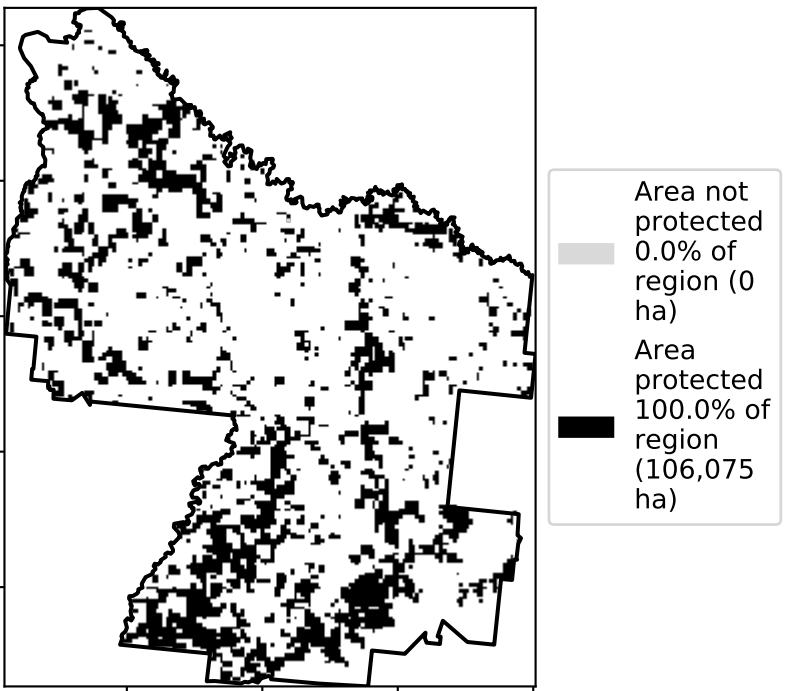 Area not
protected
0.0% of
region (0
ha)
Area
protected
100.0% of
region
(106,075
ha)